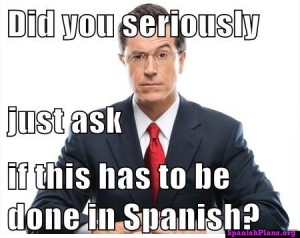 Did you seriously
just ask
if this has to be
done in Spanish?
SpanishPlans.org